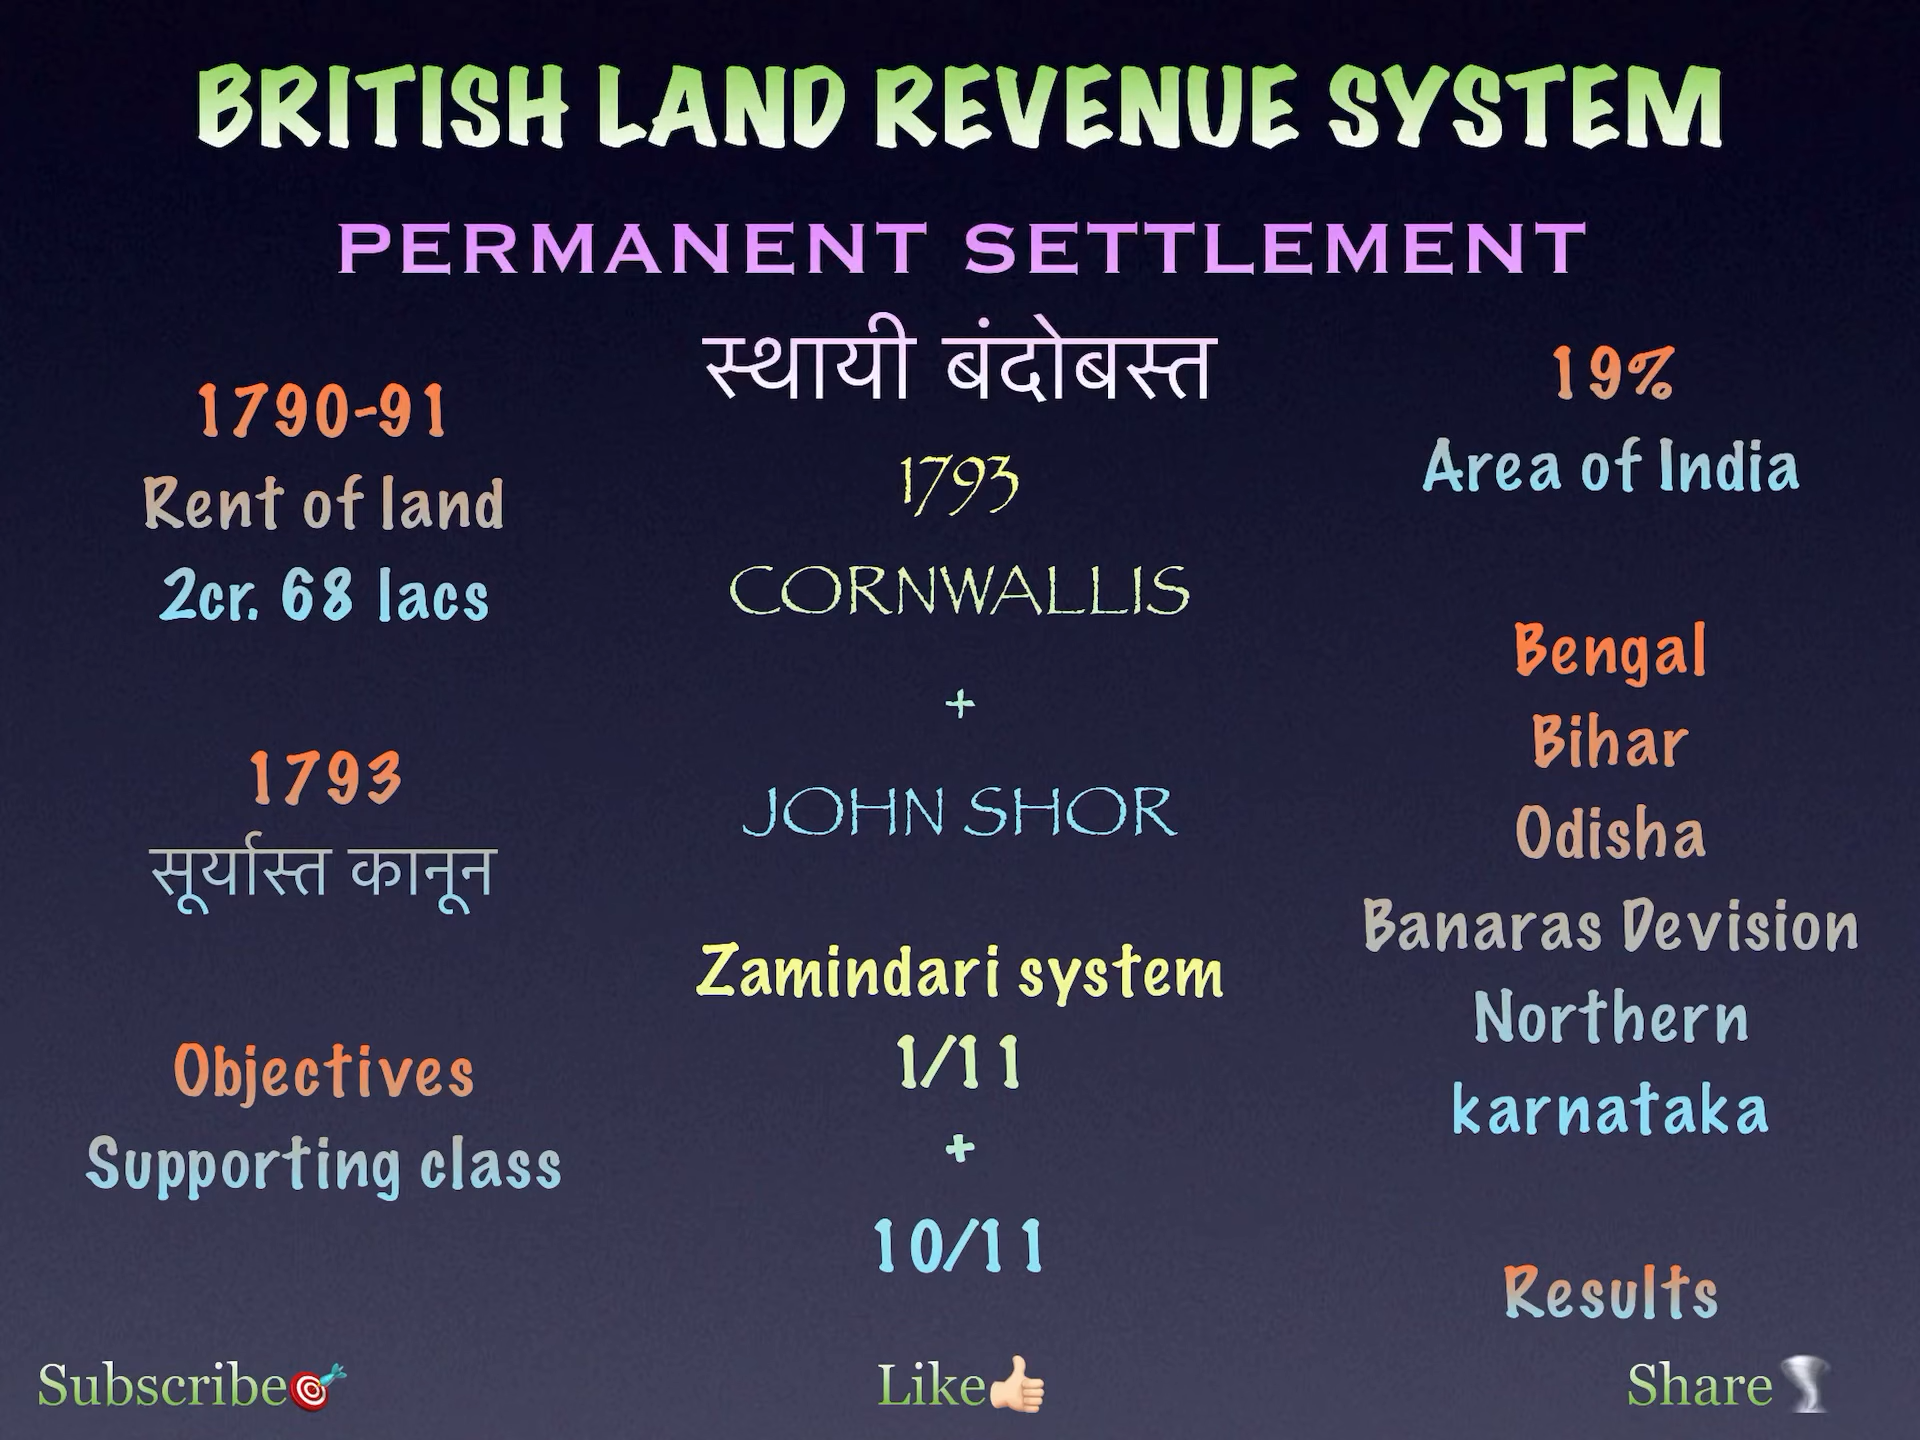 BRITISH LAND REVENUE SYSTEM
PERMANENT SETTLEMENT
स्थायी बंदोबस्त
1790-91
Rent of land
2cr. 68 lacs
1793
सूर्यास्त कानून
Objectives
Supporting class
1793
CORNWALLIS
+
JOHN SHOR
Zamindari system
1/11
+
10/11
19%
Area of India
Bengal
Bihar
Odisha
Banaras Devision
Northern
karnataka
Results
Subscribe🎯
Like👍🏻
Share🌪